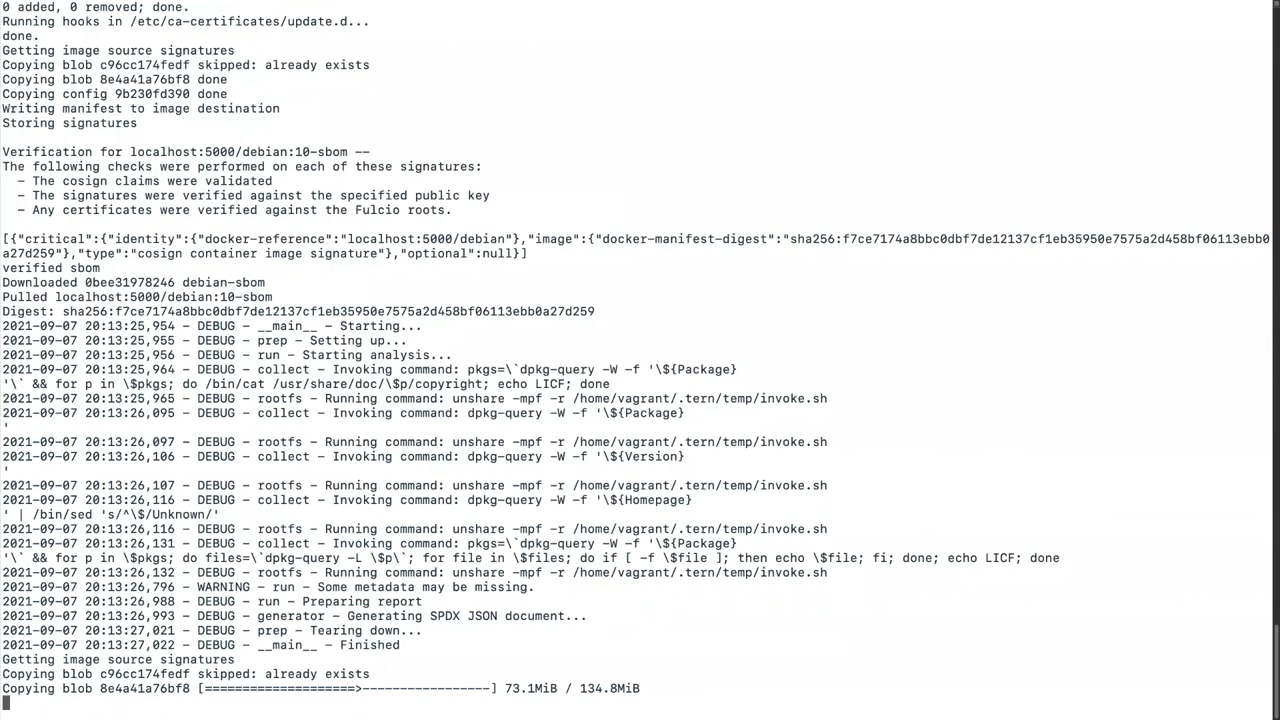 0 added, 0 removed; done.
Running hooks in /etc/ca-certificates/update.d...
done.
Getting image source signatures
Copying blob c96cc174fedf skipped: already exists
Copying blob 8e4a41a76bf8 done
Copying config 9b230fd390 done
Writing manifest to image destination
Storing signatures
Verification for localhost:5000/debian:10-sbom --
The following checks were performed on each of these signatures:
- The cosign claims were validated
- The signatures were verified against the specified public key
- Any certificates were verified against the Fulcio roots.
[{"critical":{"identity":{"docker-reference":"localhost:5000/debian"},"image":{"docker-manifest-digest":"sha256:f7ce7174a8bbc0dbf7de12137cf1eb35950e7575a2d458bf06113ebb0
a27d259"},"type":"cosign container image signature"},"optional":null}]
verified sbom
Downloaded 0bee31978246 debian-sbom
Pulled localhost:5000/debian:10-sbom
Digest: sha256:f7ce7174a8bbc0dbf7de12137cf1eb35950e7575a2d458bf06113ebb0a27d259
2021-09-07 20:13:25,954 - DEBUG - __main__ - Starting...
2021-09-07 20:13:25,955 - DEBUG - prep - Setting up...
2021-09-07 20:13:25,956 - DEBUG - run - Starting analysis...
2021-09-07 20:13:25,964 - DEBUG - collect - Invoking command: pkgs=\`dpkg-query -W -f '\${Package}
'\` && for p in \$pkgs; do /bin/cat /usr/share/doc/\$p/copyright; echo LICF; done
2021-09-07 20:13:25,965 - DEBUG - rootfs - Running command: unshare -mpf -r /home/vagrant/.tern/temp/invoke.sh
2021-09-07 20:13:26,095 - DEBUG - collect - Invoking command: dpkg-query -W -f '\${Package}
'
2021-09-07 20:13:26,097 - DEBUG - rootfs - Running command: unshare -mpf -r /home/vagrant/.tern/temp/invoke.sh
2021-09-07 20:13:26,106 - DEBUG - collect - Invoking command: dpkg-query -W -f '\${Version}
'
2021-09-07 20:13:26,107 - DEBUG - rootfs - Running command: unshare -mpf -r /home/vagrant/.tern/temp/invoke.sh
2021-09-07 20:13:26,116 - DEBUG - collect - Invoking command: dpkg-query -W -f '\${Homepage}
' | /bin/sed 's/^\$/Unknown/'
2021-09-07 20:13:26,116 - DEBUG - rootfs - Running command: unshare -mpf -r /home/vagrant/.tern/temp/invoke.sh
2021-09-07 20:13:26,131 - DEBUG - collect - Invoking command: pkgs=\`dpkg-query -W -f '\${Package}
'\` && for p in \$pkgs; do files=\`dpkg-query -L \$p\`; for file in \$files; do if [ -f \$file ]; then echo \$file; fi; done; echo LICF; done
2021-09-07 20:13:26,132 - DEBUG - rootfs - Running command: unshare -mpf -r /home/vagrant/.tern/temp/invoke.sh
2021-09-07 20:13:26,796 - WARNING - run - Some metadata may be missing.
2021-09-07 20:13:26,988 - DEBUG - run - Preparing report
2021-09-07 20:13:26,993 - DEBUG - generator - Generating SPDX JSON document...
2021-09-07 20:13:27,021 - DEBUG - prep - Tearing down...
2021-09-07 20:13:27,022 - DEBUG - __main__ - Finished
Getting image source signatures
Copying blob c96cc174fedf skipped: already exists
Copying blob 8e4a41a76bf8 [====================>-----------------] 73.1MiB / 134.8MiB